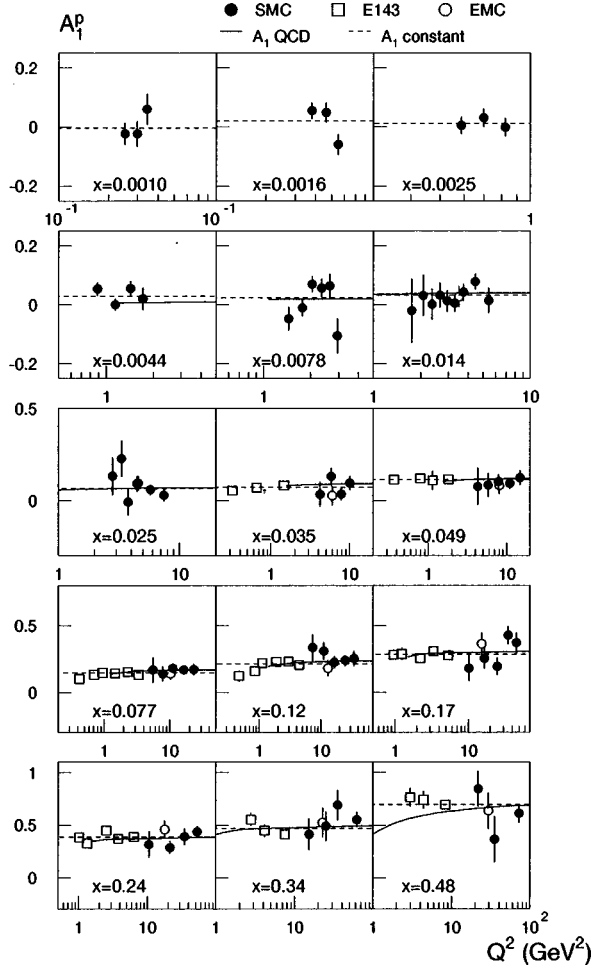 A₁ᵖ
● SMC □ E143 ○ EMC
—— A₁ QCD ----- A₁ constant
0.2
0
-0.2
x=0.0010 x=0.0016 x=0.0025
10⁻¹ 10⁻¹ 1
0.2
0
-0.2
x=0.0044 x=0.0078 x=0.014
1 1 1 10
0.5
0
x=0.025 x=0.035 x=0.049
1 10 1 10 1 10
0.5
0
x=0.077 x=0.12 x=0.17
1 10 1 10 1 10
1
0.5
0
x=0.24 x=0.34 x=0.48
1 10 1 10 1 10 10²
Q² (GeV²)